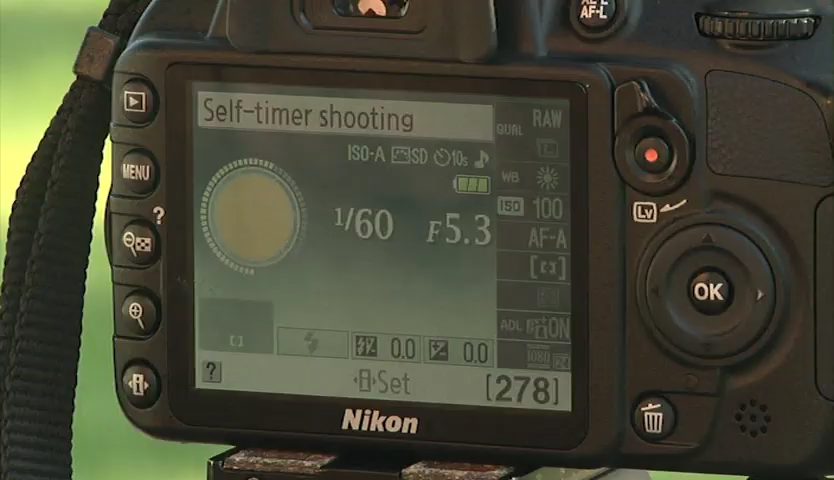 AE-L
AF-L
Self-timer shooting
QUAL RAW
ISO-A SD 10s
MENU
WB
ISO 100
?
1/60 F5.3
Lv
AF-A
OK
ADL ON
0.0 0.0
1080
? Set [278]
Nikon